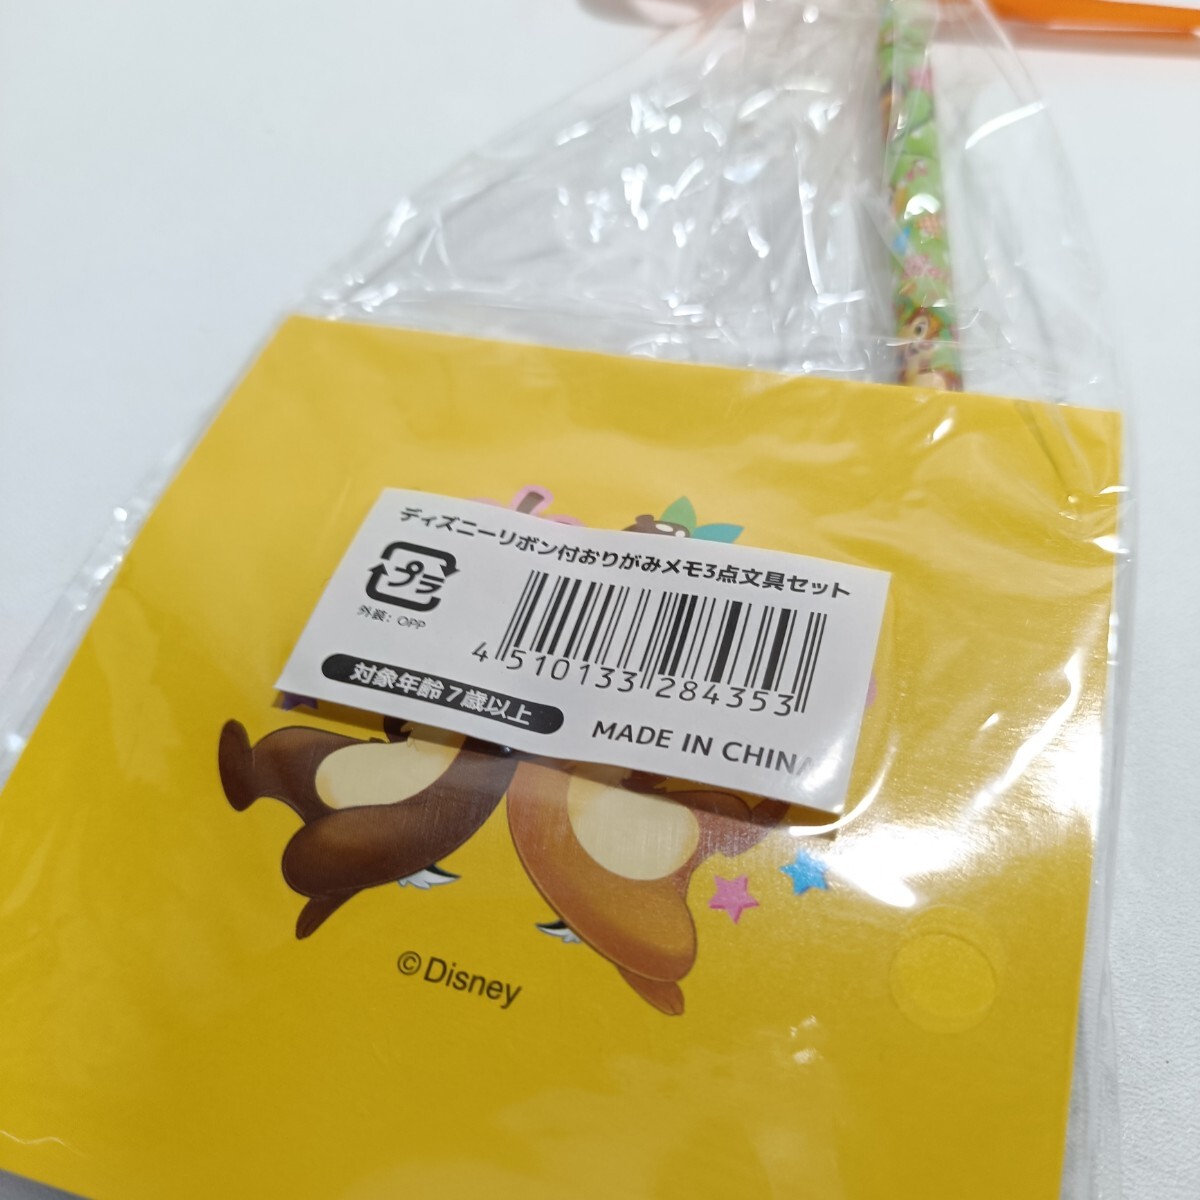 ディズニーリボン付おりがみメモ3点文具セット
プラ
外装：OPP
4 510133 284353
対象年齢7歳以上
MADE IN CHINA
©Disney